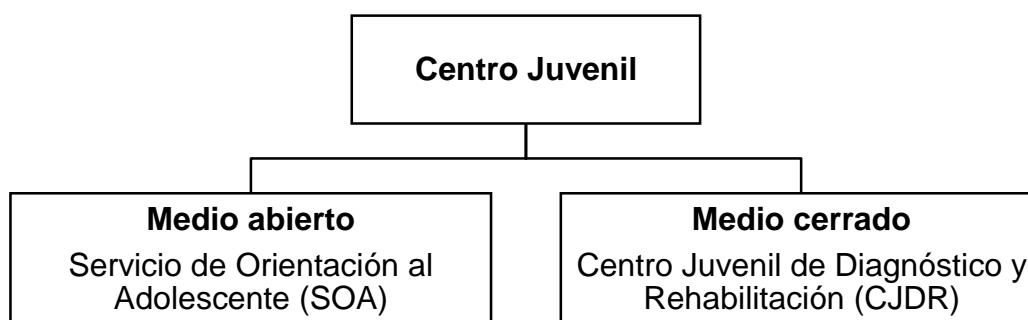 Centro Juvenil
Medio abierto
Servicio de Orientación al
Adolescente (SOA)
Medio cerrado
Centro Juvenil de Diagnóstico y
Rehabilitación (CJDR)